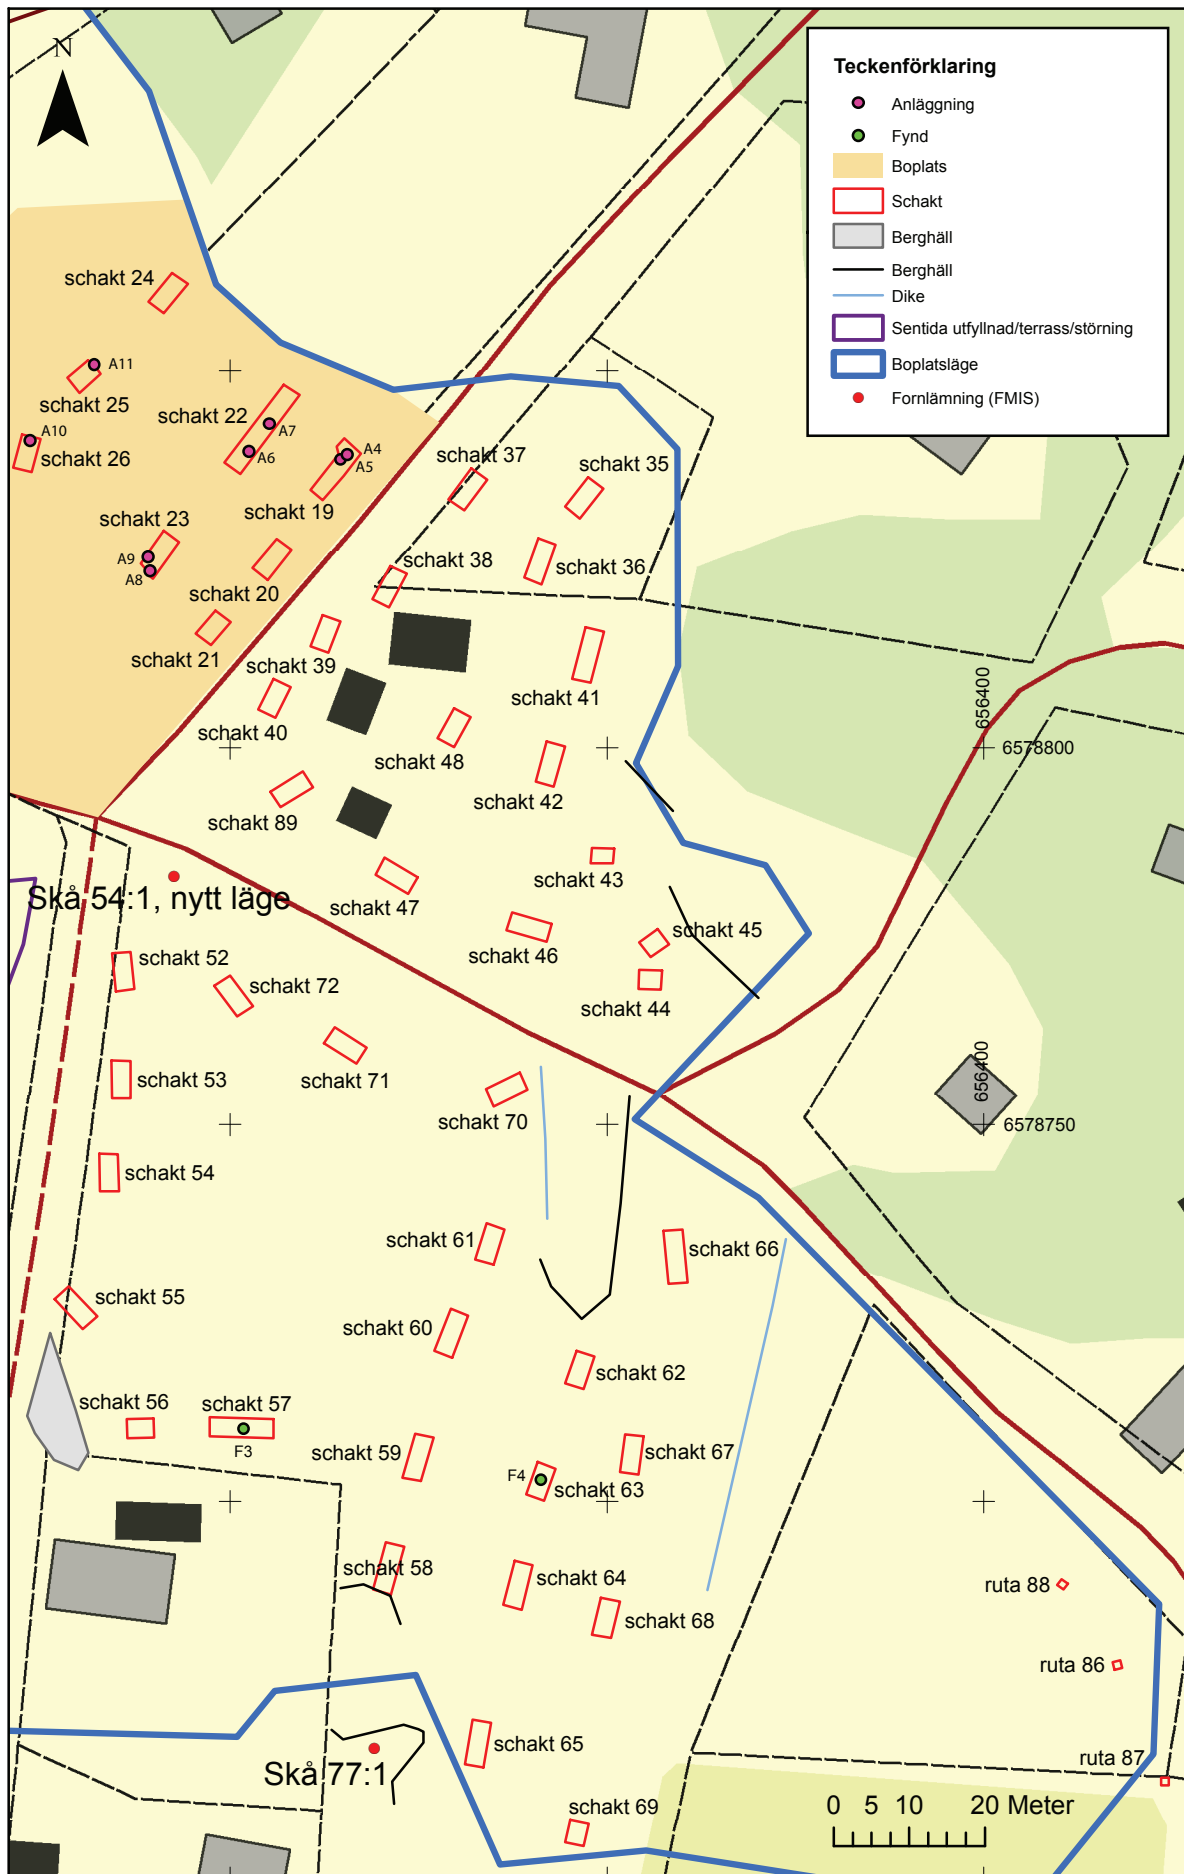 N
Teckenförklaring
Anläggning
Fynd
Boplats
Schakt
Berghäll
Berghäll
Dike
Sentida utfyllnad/terrass/störning
Boplatsläge
Fornlämning (FMIS)
schakt 24
A11
schakt 25
schakt 22
A7
A10
A6
schakt 26
A4
A5
schakt 37
schakt 35
schakt 19
schakt 23
A9
A8
schakt 38
schakt 36
schakt 20
schakt 21
schakt 39
schakt 41
656400
schakt 40
6578800
schakt 48
schakt 42
schakt 89
schakt 43
Skå 54:1, nytt läge
schakt 47
schakt 45
schakt 46
schakt 52
schakt 44
schakt 72
schakt 53
schakt 71
656400
schakt 70
6578750
schakt 54
schakt 61
schakt 66
schakt 55
schakt 60
schakt 62
schakt 56
schakt 57
F3
schakt 59
schakt 67
F4
schakt 63
schakt 58
schakt 64
ruta 88
schakt 68
ruta 86
schakt 65
ruta 87
Skå 77:1
schakt 69
0 5 10 20 Meter